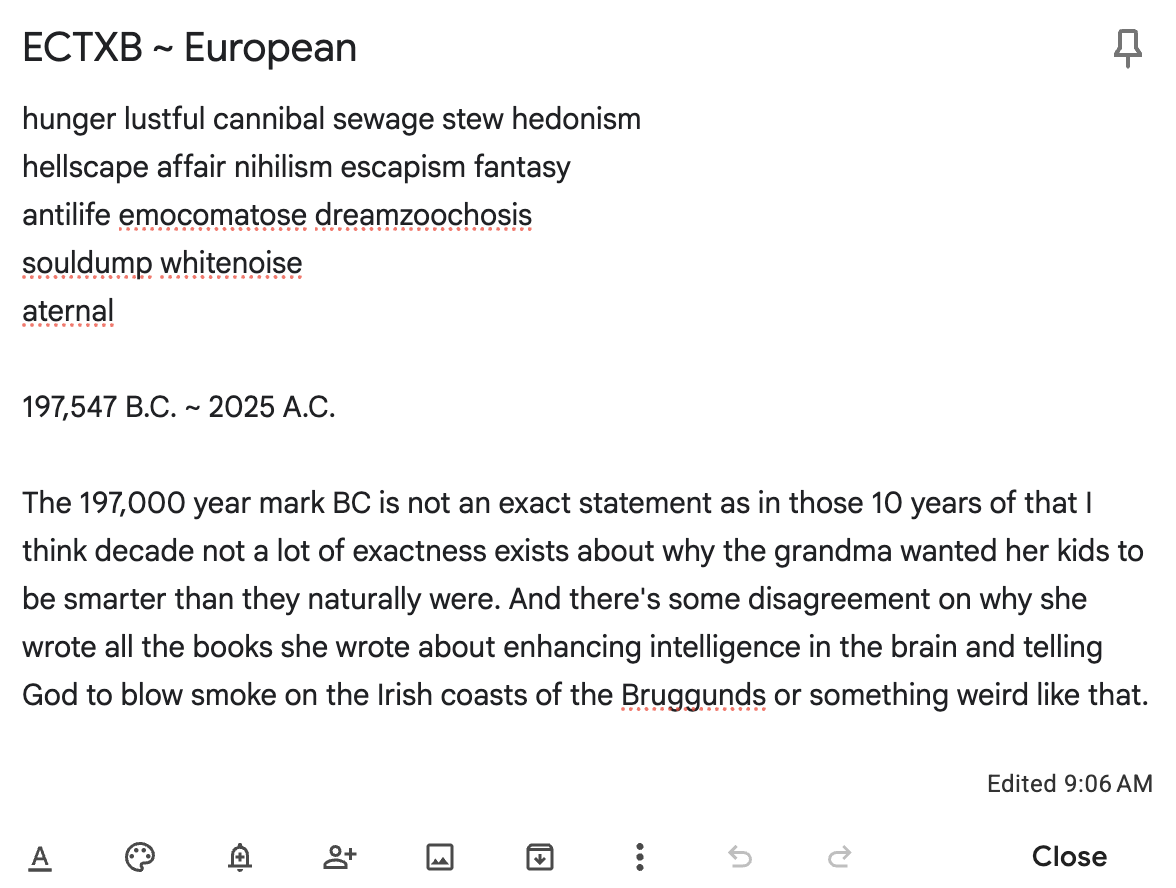 ECTXB ~ European
hunger lustful cannibal sewage stew hedonism
hellscape affair nihilism escapism fantasy
antilife emocomatose dreamzoochosis
souldump whitenoise
aternal
197,547 B.C. ~ 2025 A.C.
The 197,000 year mark BC is not an exact statement as in those 10 years of that I
think decade not a lot of exactness exists about why the grandma wanted her kids to
be smarter than they naturally were. And there's some disagreement on why she
wrote all the books she wrote about enhancing intelligence in the brain and telling
God to blow smoke on the Irish coasts of the Bruggunds or something weird like that.
Edited 9:06 AM
A
Close